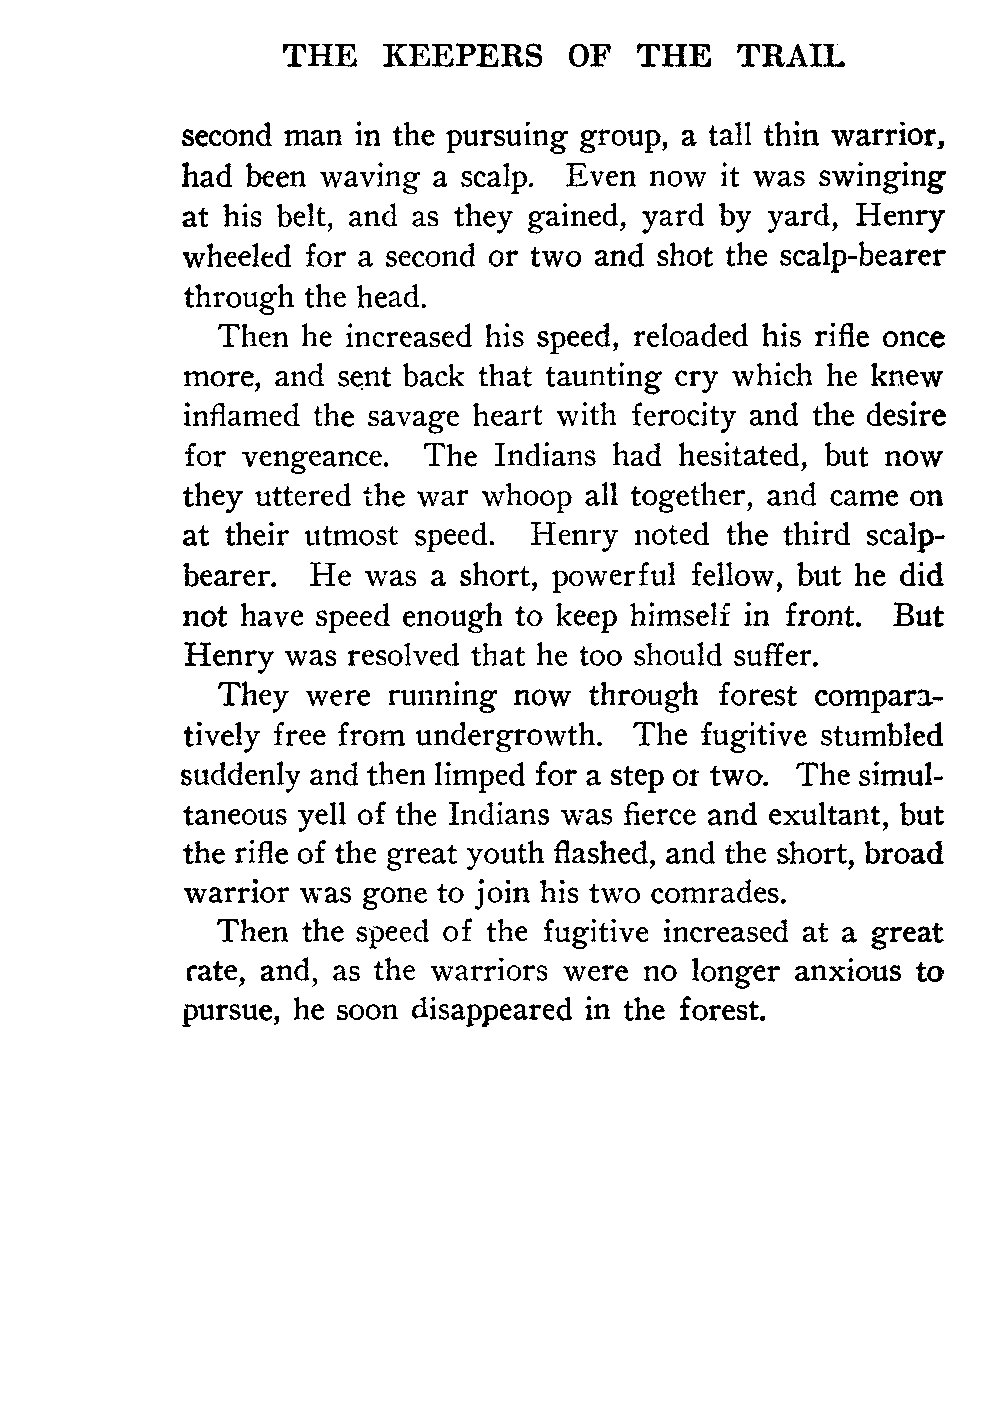 THE KEEPERS OF THE TRAIL
second man in the pursuing group, a tall thin warrior,
had been waving a scalp. Even now it was swinging
at his belt, and as they gained, yard by yard, Henry
wheeled for a second or two and shot the scalp-bearer
through the head.
Then he increased his speed, reloaded his rifle once
more, and sent back that taunting cry which he knew
inflamed the savage heart with ferocity and the desire
for vengeance. The Indians had hesitated, but now
they uttered the war whoop all together, and came on
at their utmost speed. Henry noted the third scalp-
bearer. He was a short, powerful fellow, but he did
not have speed enough to keep himself in front. But
Henry was resolved that he too should suffer.
They were running now through forest compara-
tively free from undergrowth. The fugitive stumbled
suddenly and then limped for a step or two. The simul-
taneous yell of the Indians was fierce and exultant, but
the rifle of the great youth flashed, and the short, broad
warrior was gone to join his two comrades.
Then the speed of the fugitive increased at a great
rate, and, as the warriors were no longer anxious to
pursue, he soon disappeared in the forest.